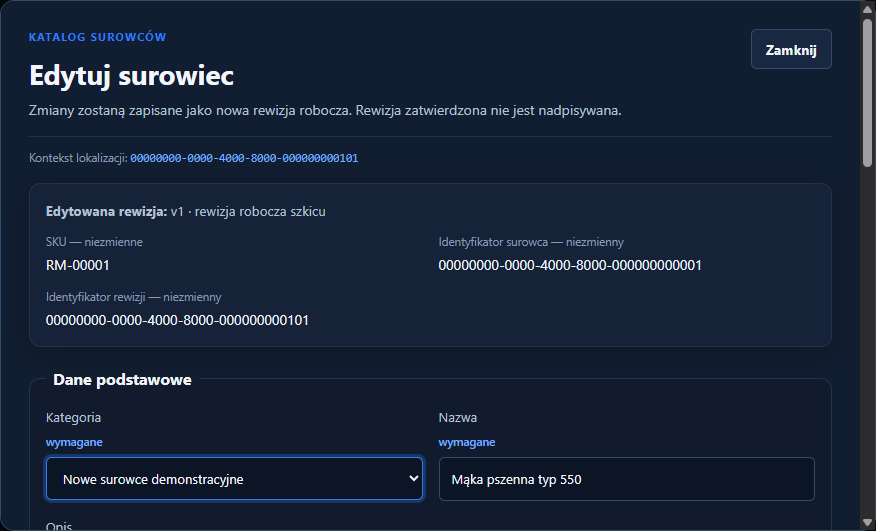 KATALOG SUROWCÓW
Edytuj surowiec
Zamknij
Zmiany zostaną zapisane jako nowa rewizja robocza. Rewizja zatwierdzona nie jest nadpisywana.
Kontekst lokalizacji: 00000000-0000-4000-8000-000000000101
Edytowana rewizja: v1 · rewizja robocza szkicu
SKU — niezmienne
RM-00001
Identyfikator surowca — niezmienny
00000000-0000-4000-8000-000000000001
Identyfikator rewizji — niezmienny
00000000-0000-4000-8000-000000000101
Dane podstawowe
Kategoria
wymagane
Nowe surowce demonstracyjne
Nazwa
wymagane
Mąka pszenna typ 550
Opis